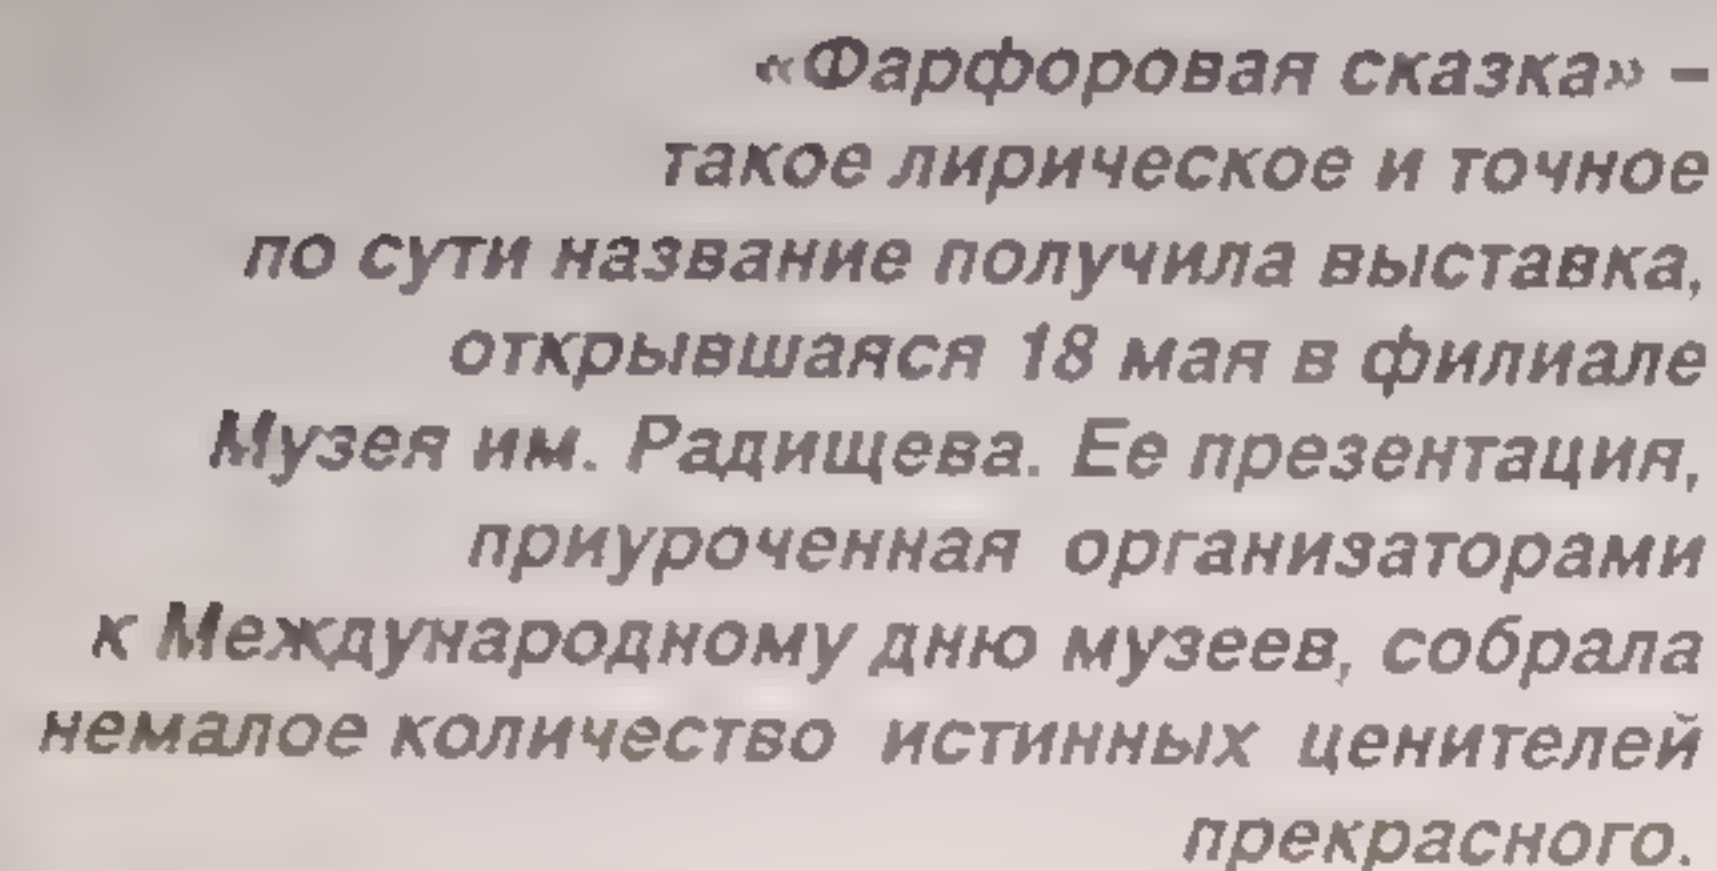 «Фарфоровая сказка» –
такое лирическое и точное
по сути название получила выставка,
открывшаяся 18 мая в филиале
Музея им. Радищева. Ее презентация,
приуроченная организаторами
к Международному дню музеев, собрала
немалое количество истинных ценителей
прекрасного.